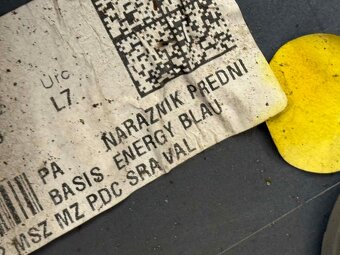 Urc
L7
NARAZNIK PREDNI
PA
BASIS ENERGY BLAU
MSZ MZ PDC SRA VAL